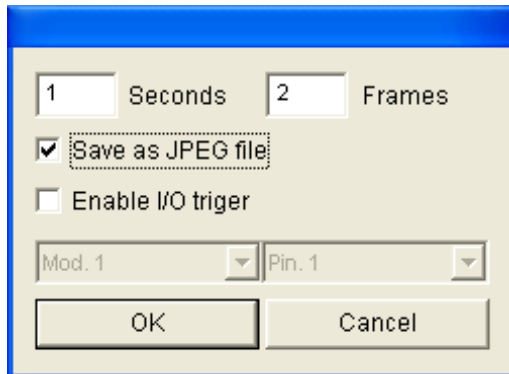 1 Seconds 2 Frames
Save as JPEG file
Enable I/O triger
Mod. 1 Pin. 1
OK Cancel